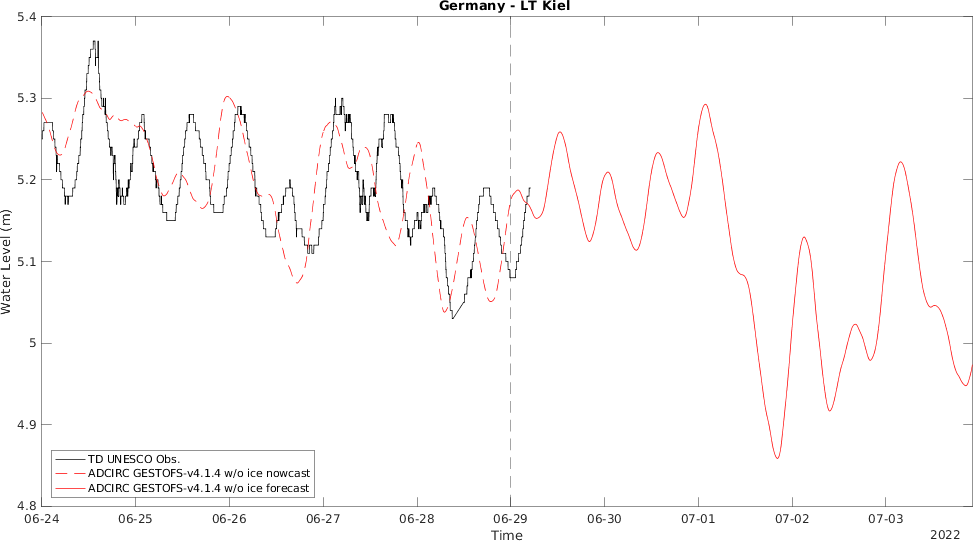 Germany - LT Kiel
5.4
5.3
5.2
5.1
5
4.9
4.8
Water Level (m)
TD UNESCO Obs.
ADCIRC GESTOFS-v4.1.4 w/o ice nowcast
ADCIRC GESTOFS-v4.1.4 w/o ice forecast
06-24 06-25 06-26 06-27 06-28 06-29 06-30 07-01 07-02 07-03
Time
2022